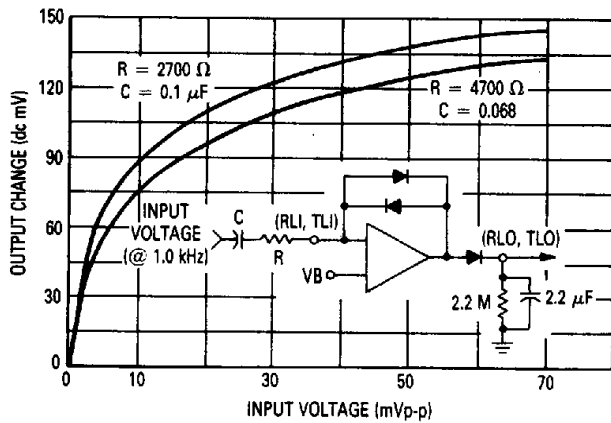 150
120
90
60
30
0
OUTPUT CHANGE (dc mV)
R = 2700 Ω
C = 0.1 µF
R = 4700 Ω
C = 0.068
INPUT
VOLTAGE
(@ 1.0 kHz)
C
R
(RLI, TLI)
VB
(RLO, TLO)
1
2.2 M
2.2 µF
0 10 30 50 70
INPUT VOLTAGE (mVp-p)